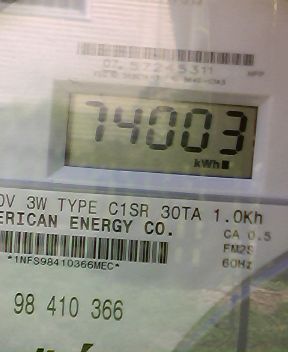 74003
kWh
0V 3W TYPE C1SR 30TA 1.0Kh
ERICAN ENERGY CO.
CA 0.5
FM2S
60Hz
*1NFS98410366MEC*
98 410 366